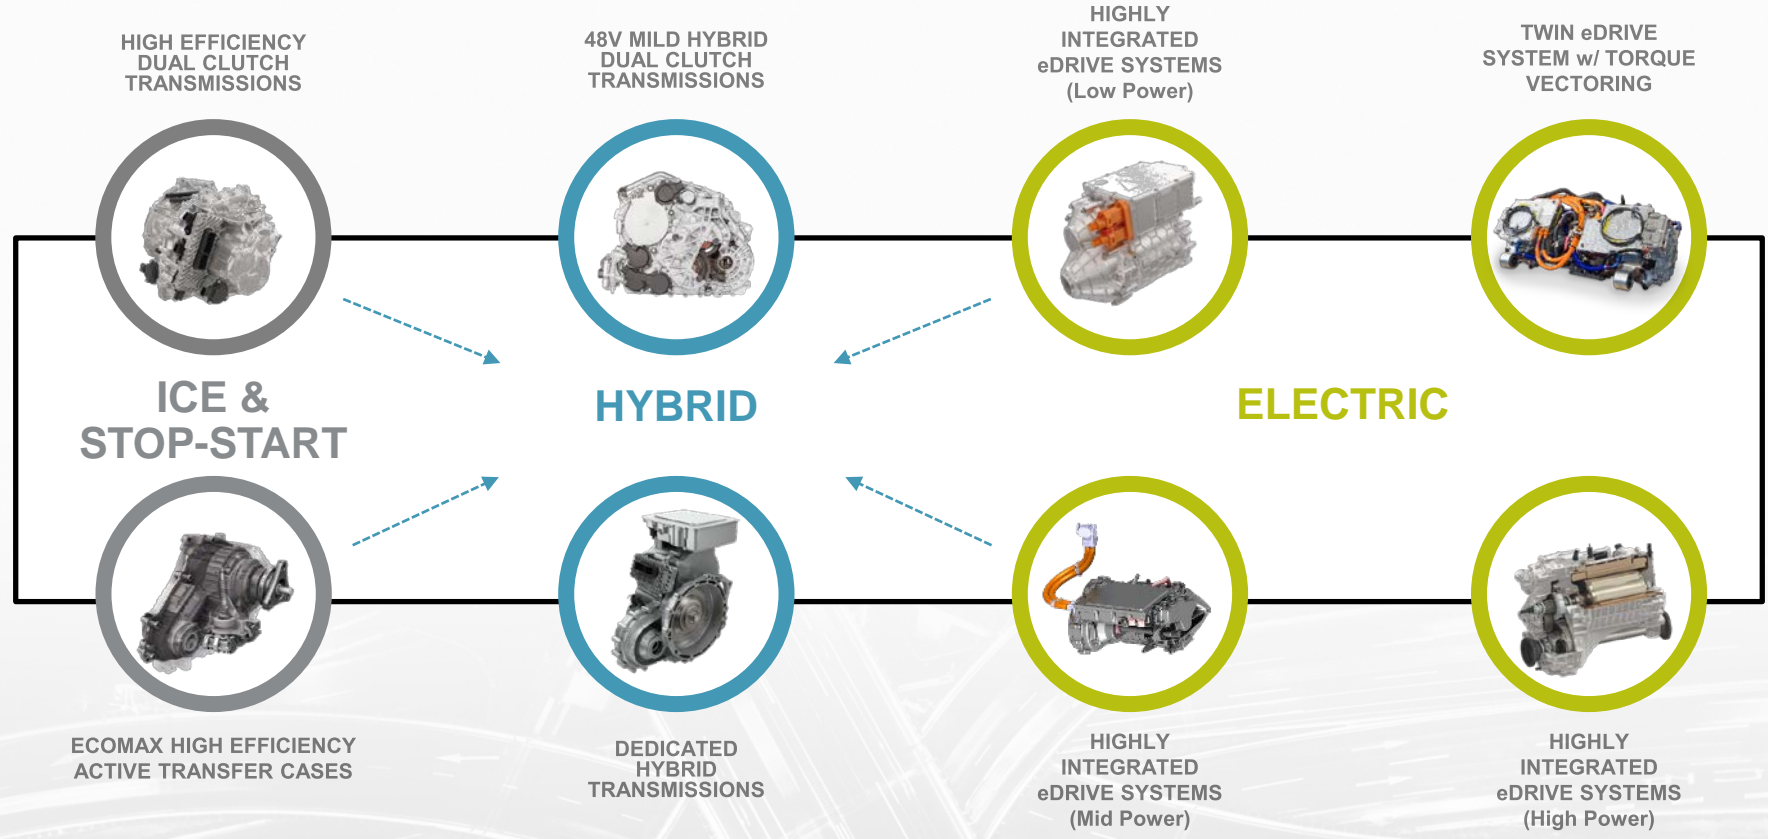 HIGH EFFICIENCY
DUAL CLUTCH
TRANSMISSIONS
48V MILD HYBRID
DUAL CLUTCH
TRANSMISSIONS
HIGHLY
INTEGRATED
eDRIVE SYSTEMS
(Low Power)
TWIN eDRIVE
SYSTEM w/ TORQUE
VECTORING
ICE &
STOP-START
HYBRID
ELECTRIC
ECOMAX HIGH EFFICIENCY
ACTIVE TRANSFER CASES
DEDICATED
HYBRID
TRANSMISSIONS
HIGHLY
INTEGRATED
eDRIVE SYSTEMS
(Mid Power)
HIGHLY
INTEGRATED
eDRIVE SYSTEMS
(High Power)